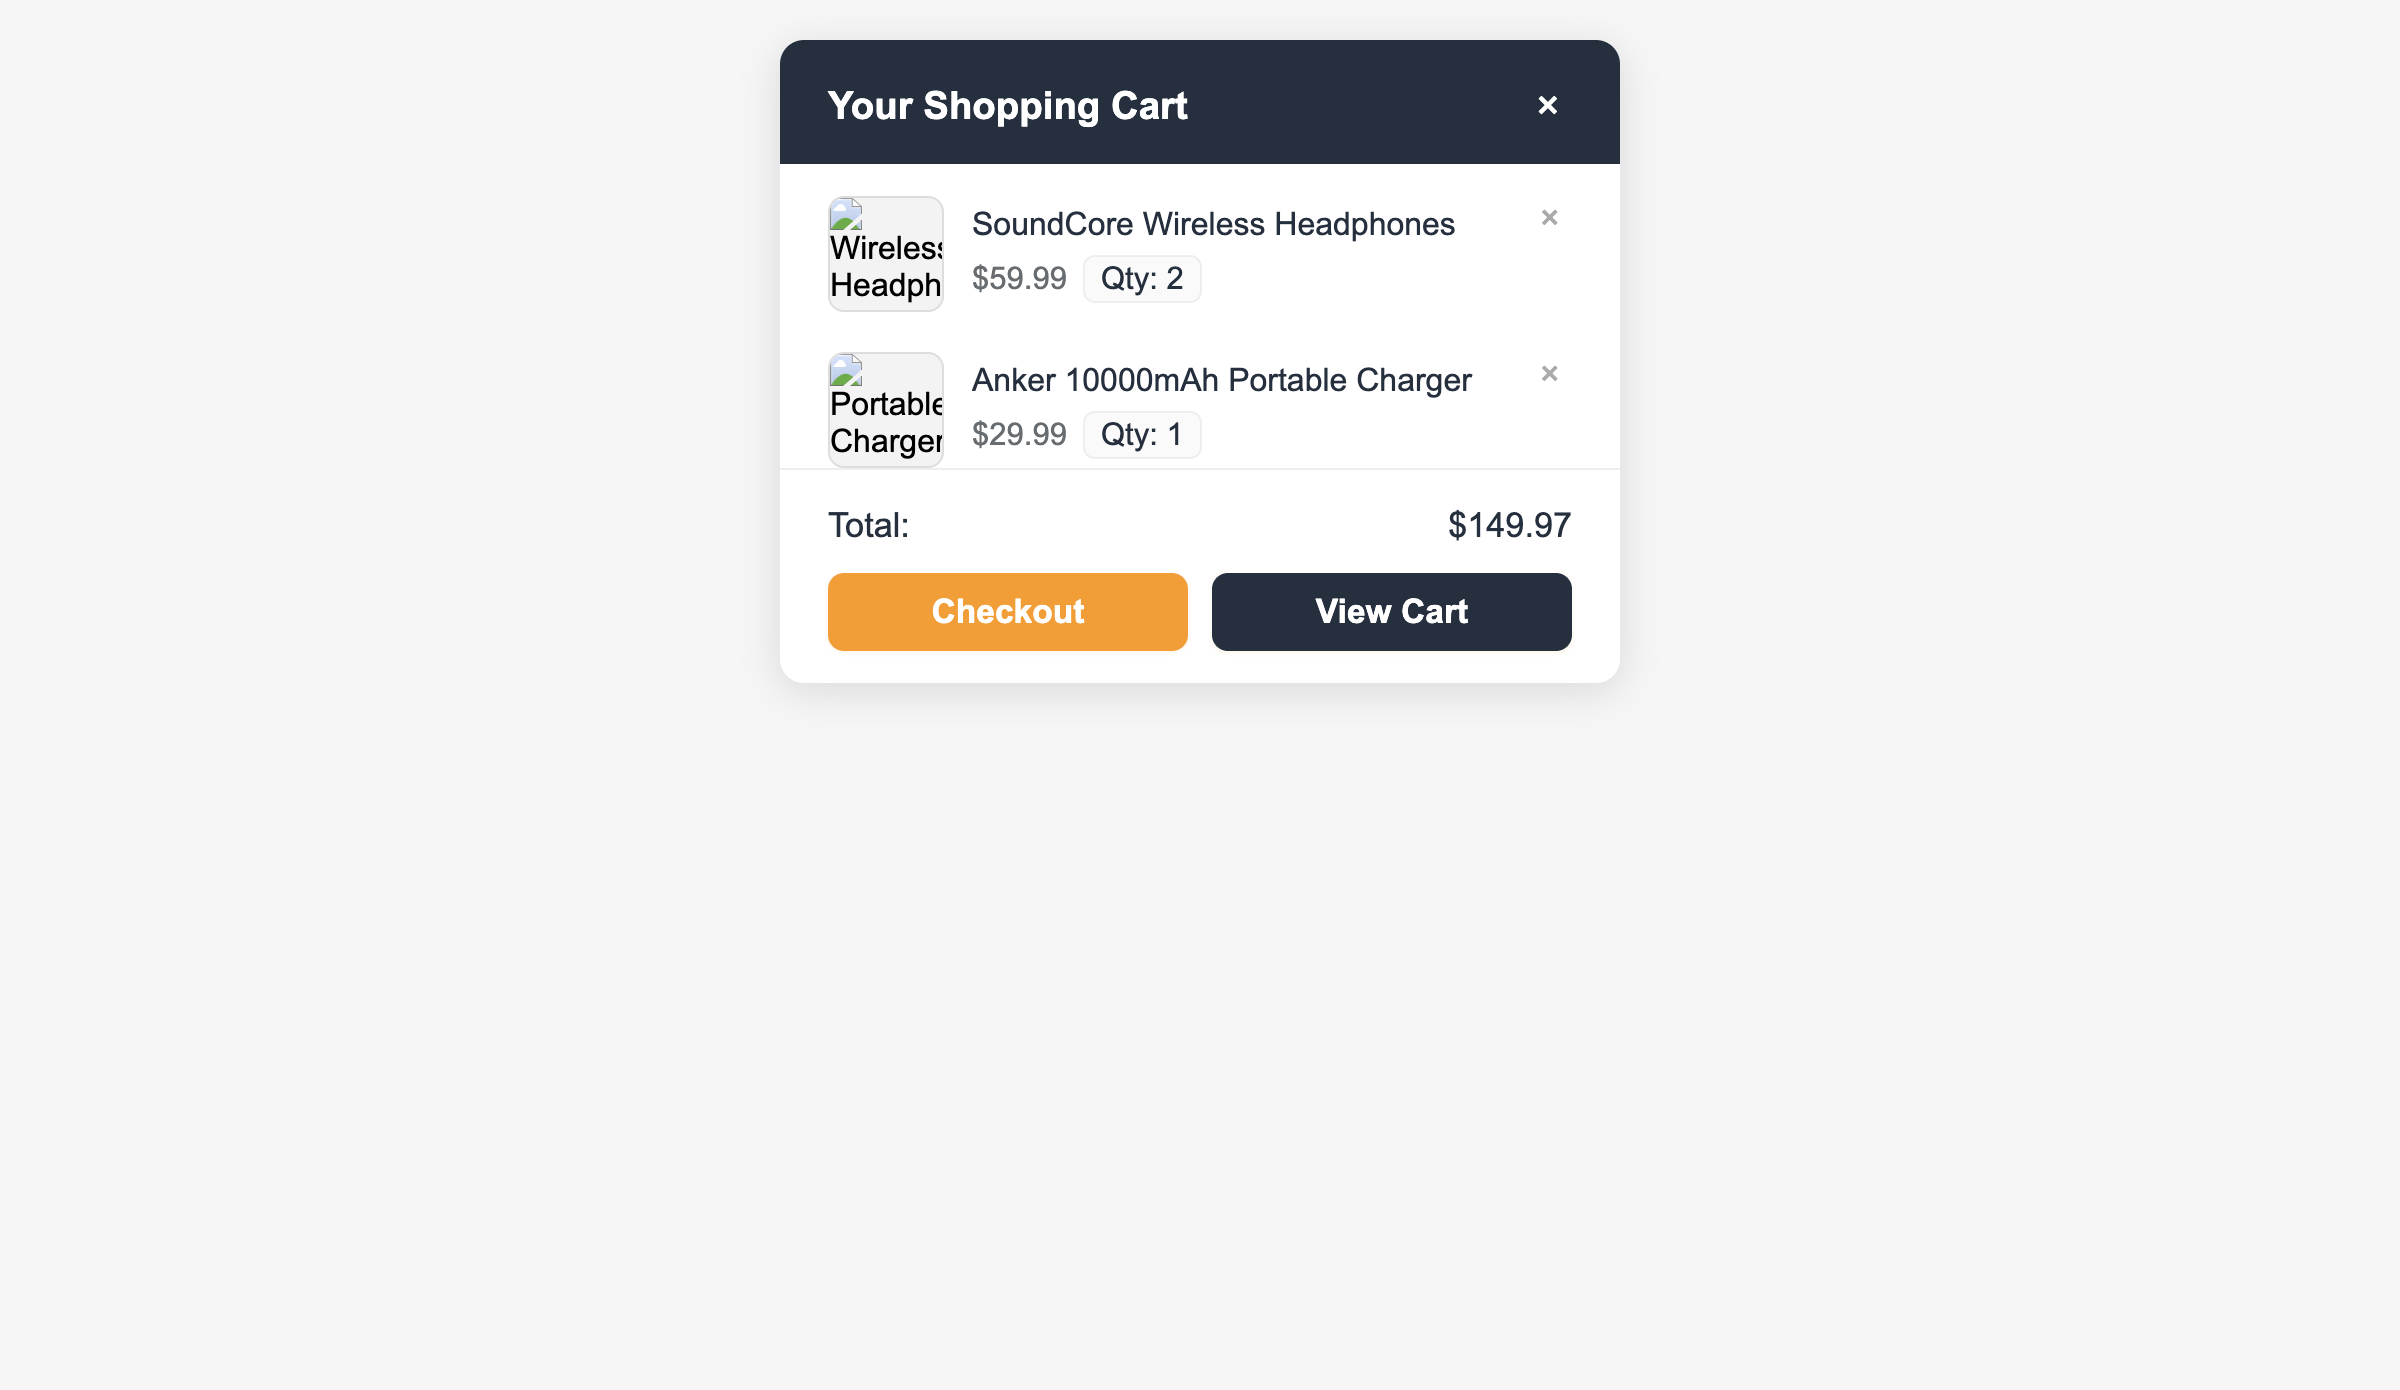 Your Shopping Cart ×
Wireless
Headph
SoundCore Wireless Headphones ×
$59.99 Qty: 2
Portable
Charger
Anker 10000mAh Portable Charger ×
$29.99 Qty: 1
Total: $149.97
Checkout View Cart